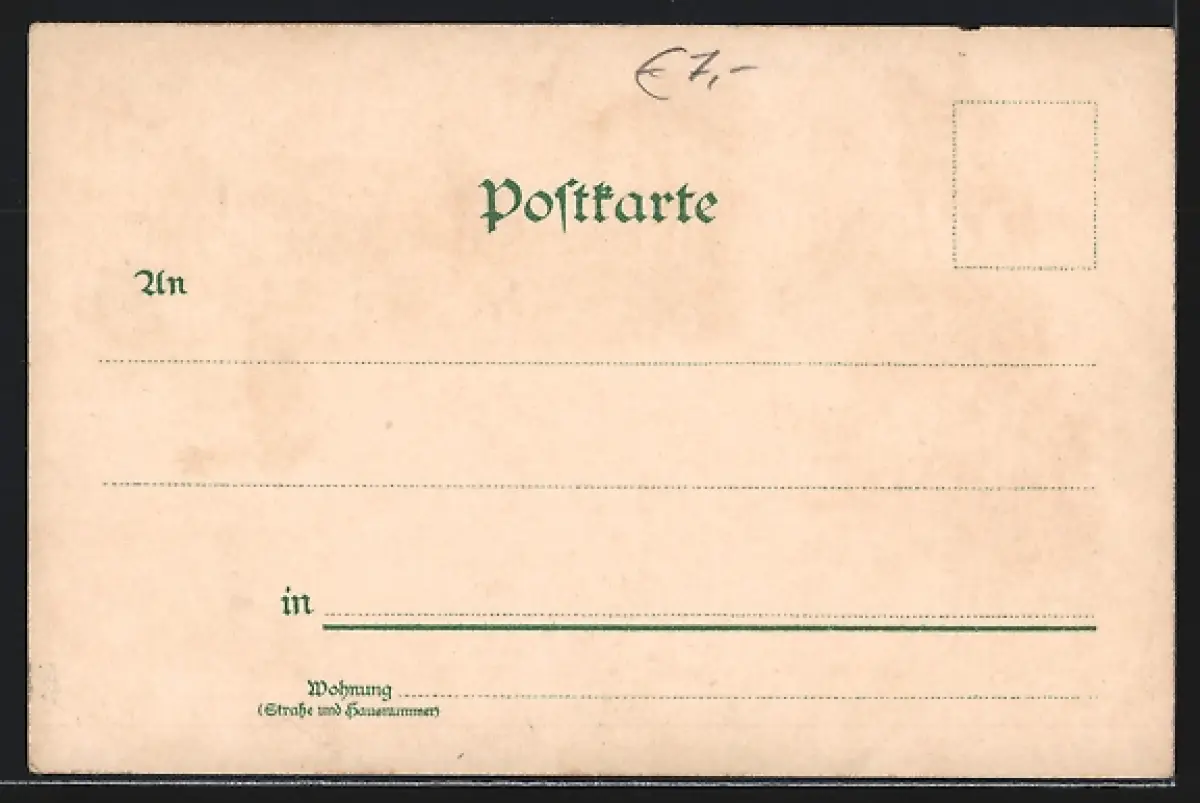 € 7,-
Postkarte
An
in
Wohnung
(Straße und Hausnummer)